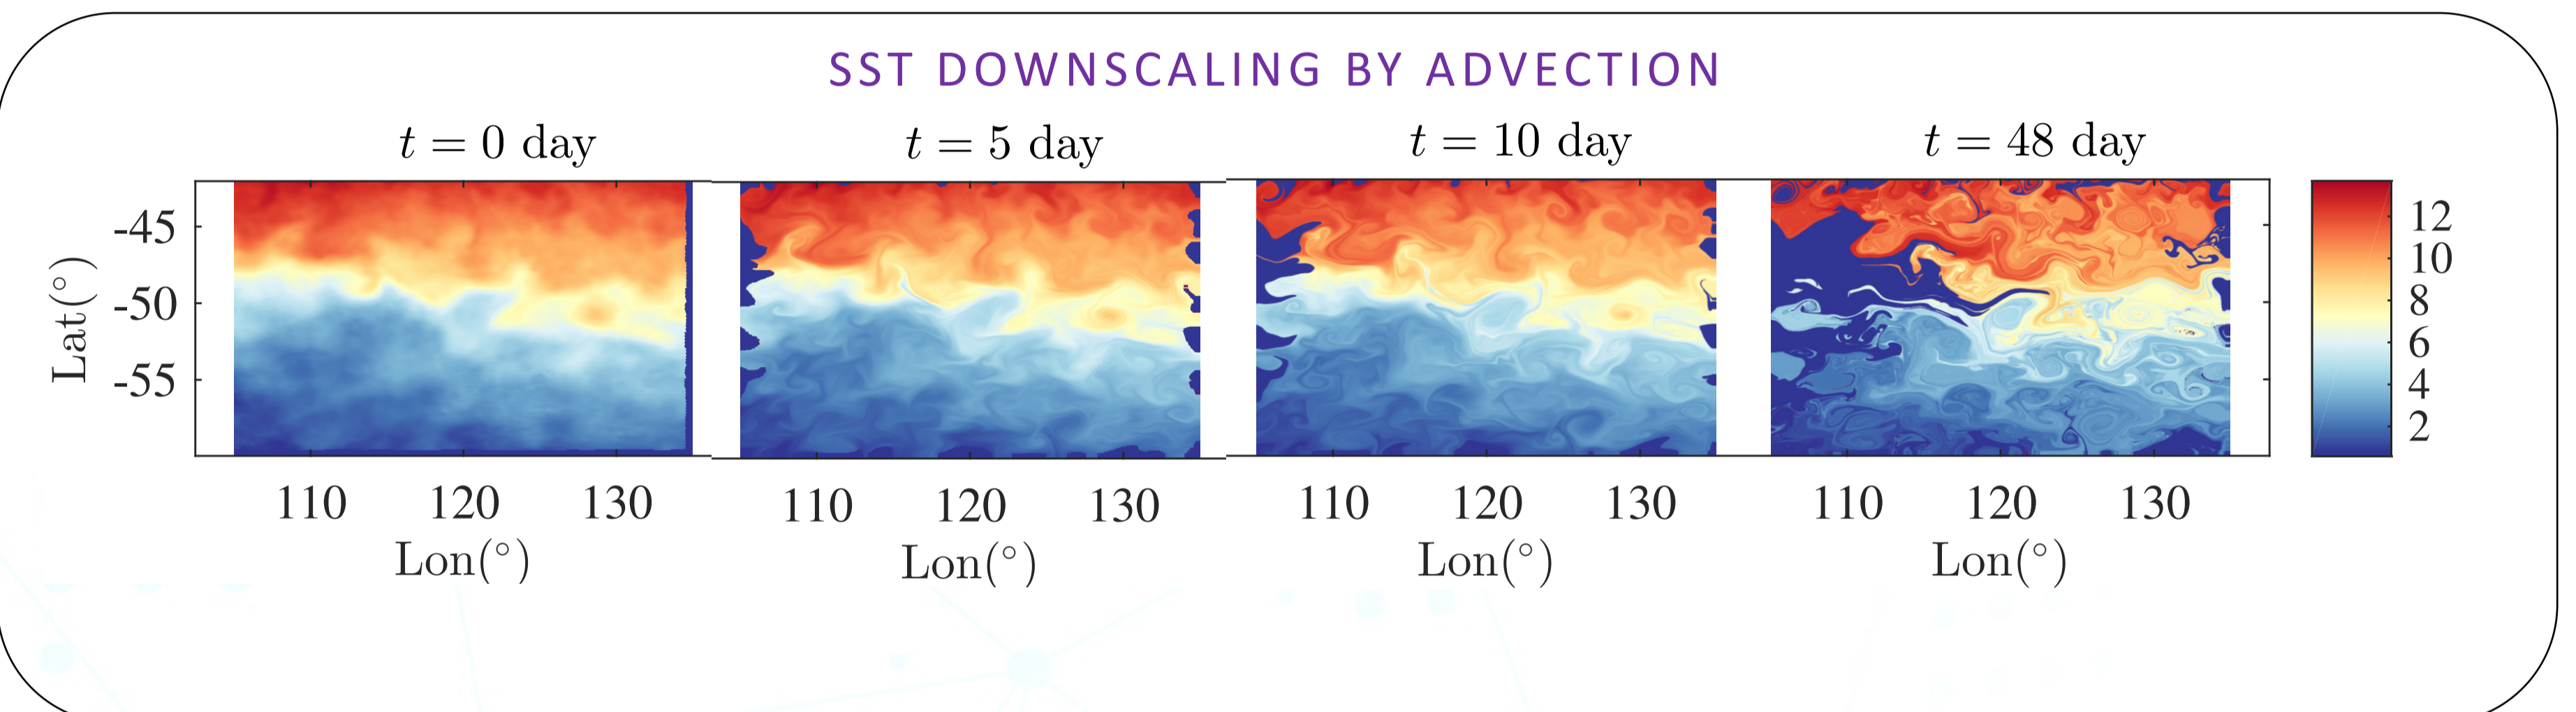 SST DOWNSCALING BY ADVECTION
t = 0 day
t = 5 day
t = 10 day
t = 48 day
Lat(°)
-45
-50
-55
110 120 130
110 120 130
110 120 130
110 120 130
Lon(°)
Lon(°)
Lon(°)
Lon(°)
12
10
8
6
4
2